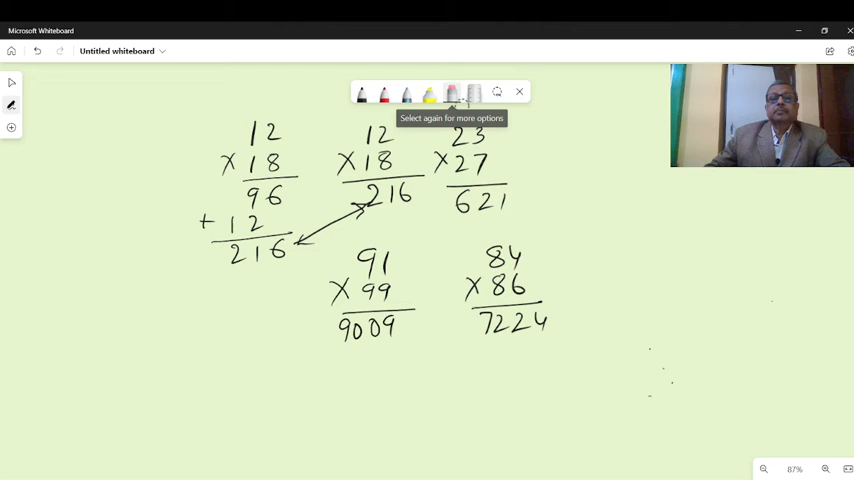 Microsoft Whiteboard
Untitled whiteboard
Select again for more options
12
x 18
96
+ 12
216
12
x 18
216
23
x 27
621
91
x 99
9009
84
x 86
7224
87%